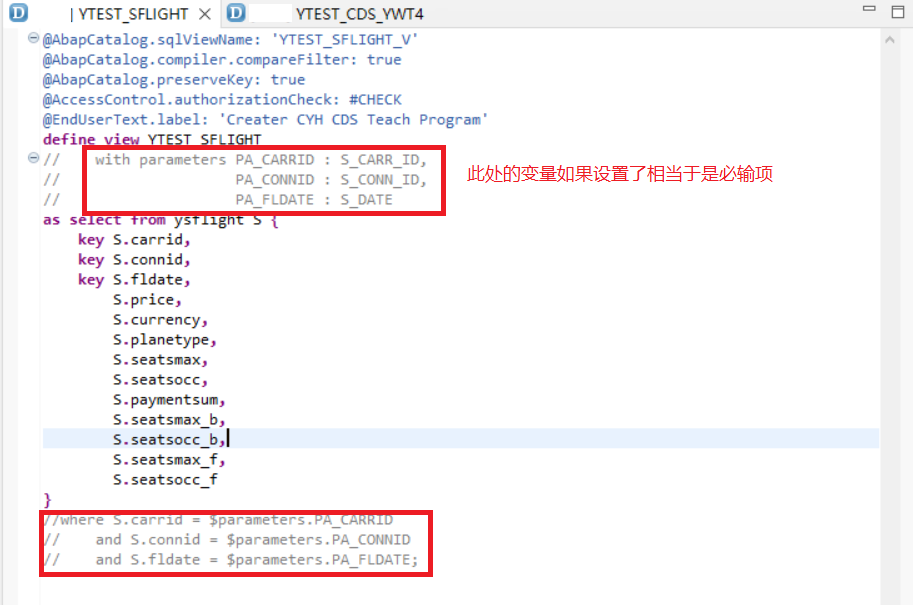 D | YTEST_SFLIGHT D YTEST_CDS_YWT4
@AbapCatalog.sqlViewName: 'YTEST_SFLIGHT_V'
@AbapCatalog.compiler.compareFilter: true
@AbapCatalog.preserveKey: true
@AccessControl.authorizationCheck: #CHECK
@EndUserText.label: 'Creater CYH CDS Teach Program'
define view YTEST_SFLIGHT
// with parameters PA_CARRID : S_CARR_ID,
此处的变量如果设置了相当于是必输项
// PA_CONNID : S_CONN_ID,
// PA_FLDATE : S_DATE
as select from ysflight S {
key S.carrid,
key S.connid,
key S.fldate,
S.price,
S.currency,
S.planetype,
S.seatsmax,
S.seatsocc,
S.paymentsum,
S.seatsmax_b,
S.seatsocc_b,
S.seatsmax_f,
S.seatsocc_f
}
//where S.carrid = $parameters.PA_CARRID
// and S.connid = $parameters.PA_CONNID
// and S.fldate = $parameters.PA_FLDATE;